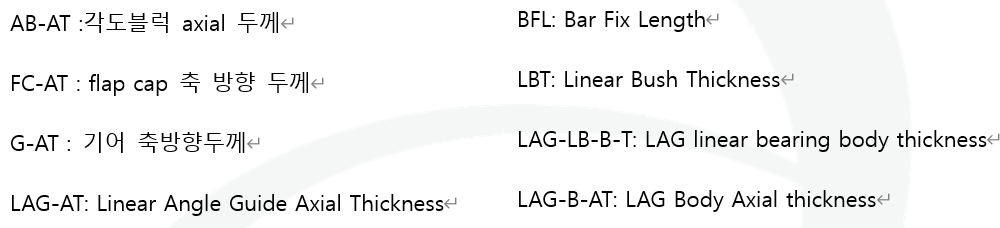 AB-AT :각도블럭 axial 두께
FC-AT : flap cap 축 방향 두께
G-AT : 기어 축방향두께
LAG-AT: Linear Angle Guide Axial Thickness
BFL: Bar Fix Length
LBT: Linear Bush Thickness
LAG-LB-B-T: LAG linear bearing body thickness
LAG-B-AT: LAG Body Axial thickness